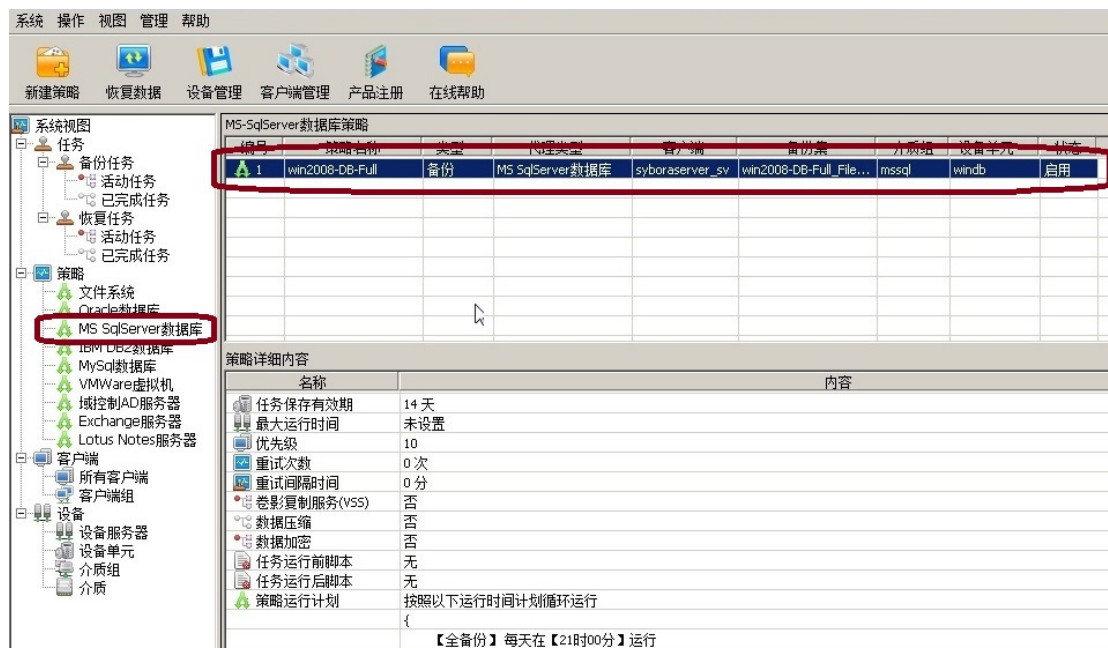 系统 操作 视图 管理 帮助
新建策略 恢复数据 设备管理 客户端管理 产品注册 在线帮助
系统视图
任务
备份任务
活动任务
已完成任务
恢复任务
活动任务
已完成任务
策略
文件系统
Oracle数据库
MS SqlServer数据库
IBM DB2数据库
MySql数据库
VMWare虚拟机
域控制AD服务器
Exchange服务器
Lotus Notes服务器
客户端
所有客户端
客户端组
设备
设备服务器
设备单元
介质组
介质
MS-SqlServer数据库策略
编号 策略名称 类型 代理类型 客户端 备份集 介质组 设备单元 状态
1 win2008-DB-Full 备份 MS SqlServer数据库 syboraserver_sv win2008-DB-Full_File... mssql windb 启用
策略详细内容
名称 内容
任务保存有效期 14 天
最大运行时间 未设置
优先级 10
重试次数 0 次
重试间隔时间 0 分
卷影复制服务(VSS) 否
数据压缩 否
数据加密 否
任务运行前脚本 无
任务运行后脚本 无
策略运行计划 按照以下运行时间计划循环运行
{
【全备份】每天在【21时00分】运行